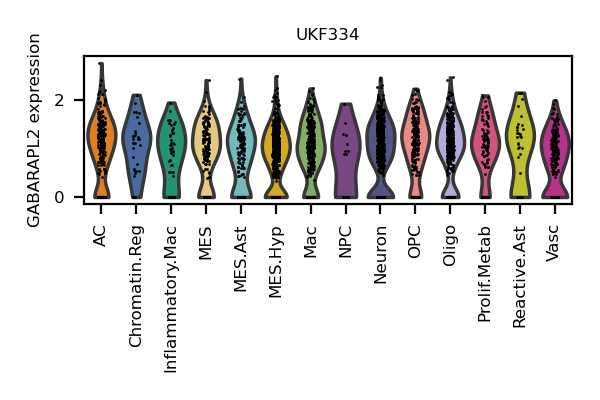 UKF334
GABARAPL2 expression
2
0
AC
Chromatin.Reg
Inflammatory.Mac
MES
MES.Ast
MES.Hyp
Mac
NPC
Neuron
OPC
Oligo
Prolif.Metab
Reactive.Ast
Vasc